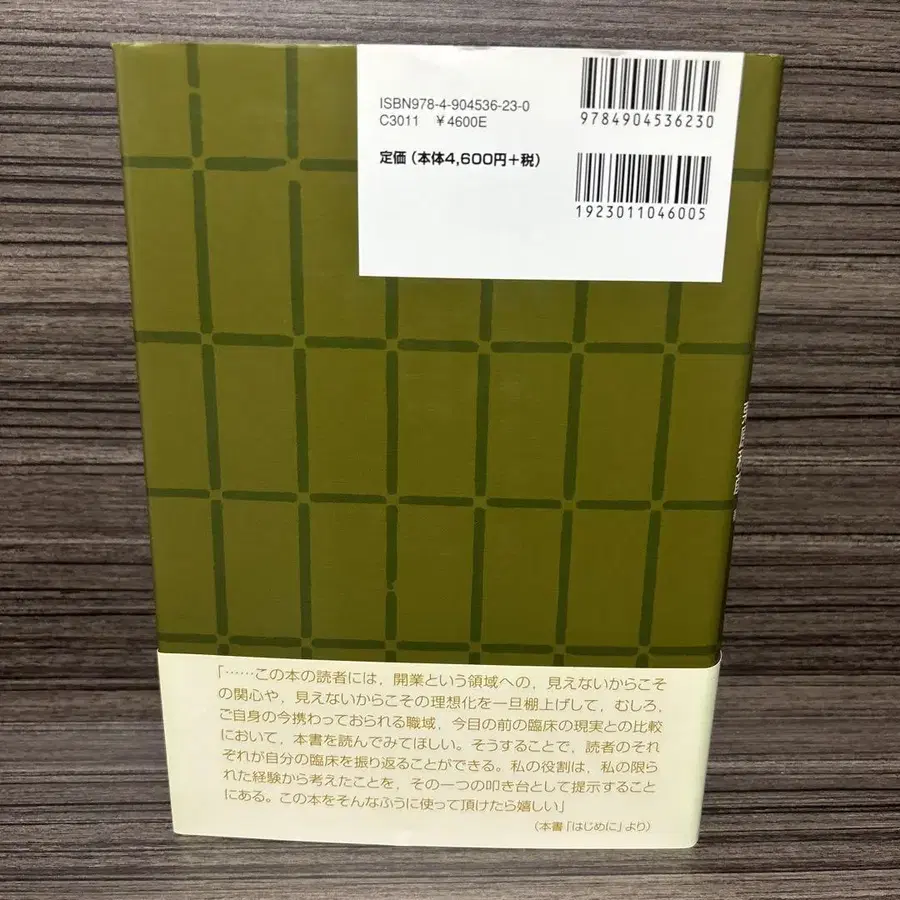 ISBN978-4-904536-23-0
C3011 ¥4600E
定価（本体4,600円＋税）
9784904536230
1923011046005
「……この本の読者には，開業という領域への，見えないからこそ
の関心や，見えないからこその理想化を一旦棚上げして，むしろ，
ご自身の今携わっておられる職域，今目の前の臨床の現実との比較
において，本書を読んでみてほしい。そうすることで，読者のそれ
ぞれが自分の臨床を振り返ることができる。私の役割は，私の限ら
れた経験から考えたことを，その一つの叩き台として提示すること
にある。この本をそんなふうに使って頂けたら嬉しい」
（本書「はじめに」より）